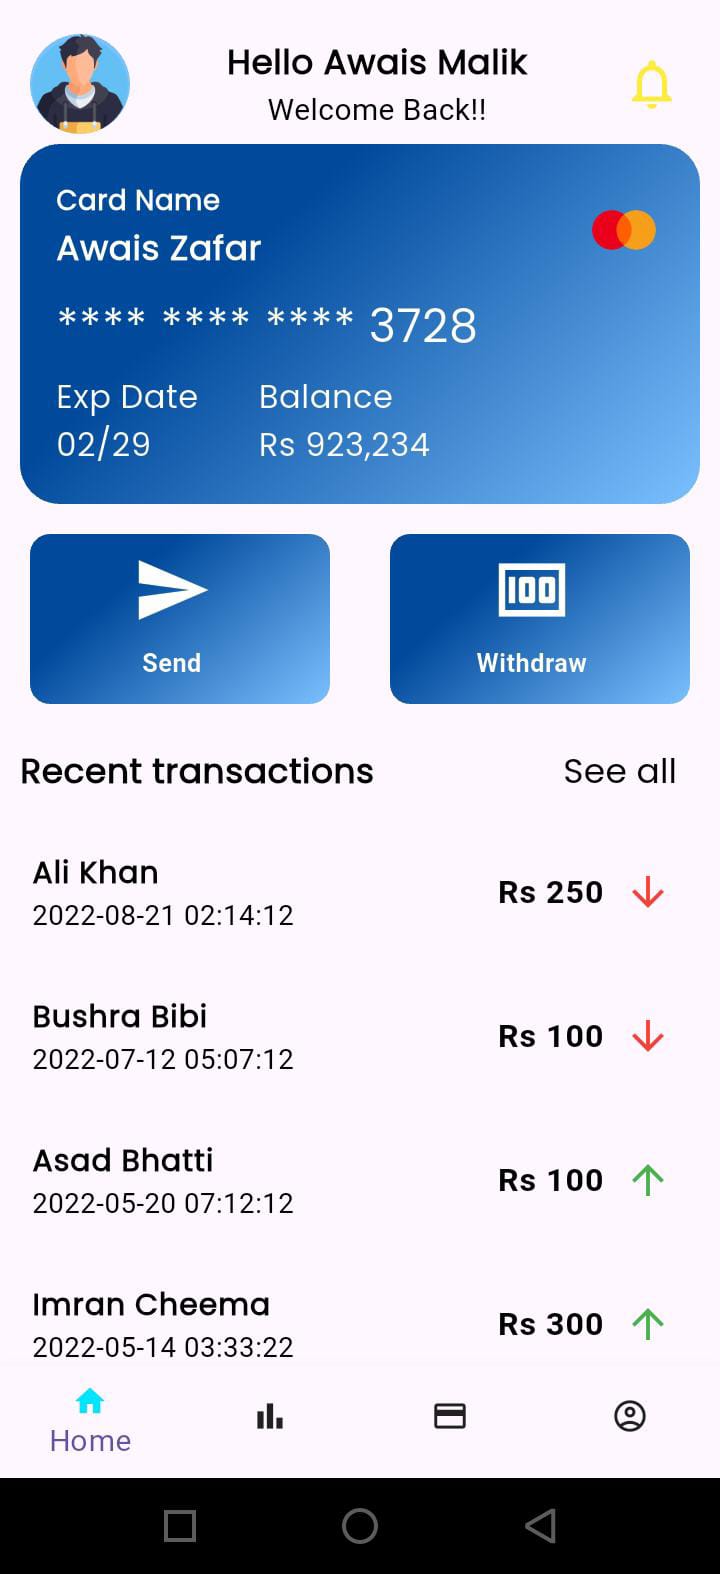 Hello Awais Malik
Welcome Back!!
Card Name
Awais Zafar
**** **** **** 3728
Exp Date Balance
02/29 Rs 923,234
100
Send Withdraw
Recent transactions See all
Ali Khan
2022-08-21 02:14:12
Rs 250
Bushra Bibi
2022-07-12 05:07:12
Rs 100
Asad Bhatti
2022-05-20 07:12:12
Rs 100
Imran Cheema
2022-05-14 03:33:22
Rs 300
Home